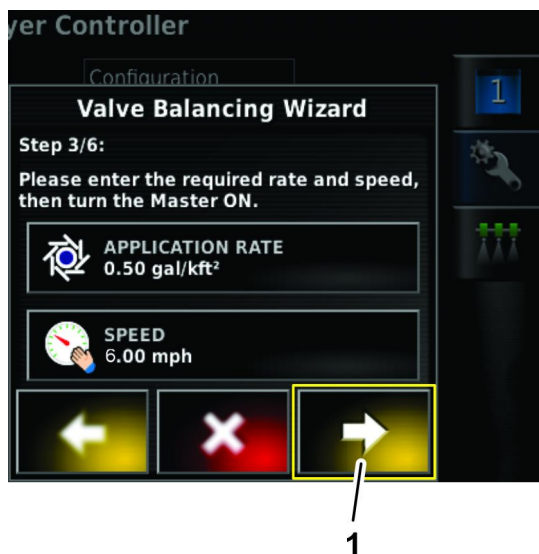 yer Controller
Configuration
1
Valve Balancing Wizard
Step 3/6:
Please enter the required rate and speed,
then turn the Master ON.
APPLICATION RATE
0.50 gal/kft²
SPEED
6.00 mph
1